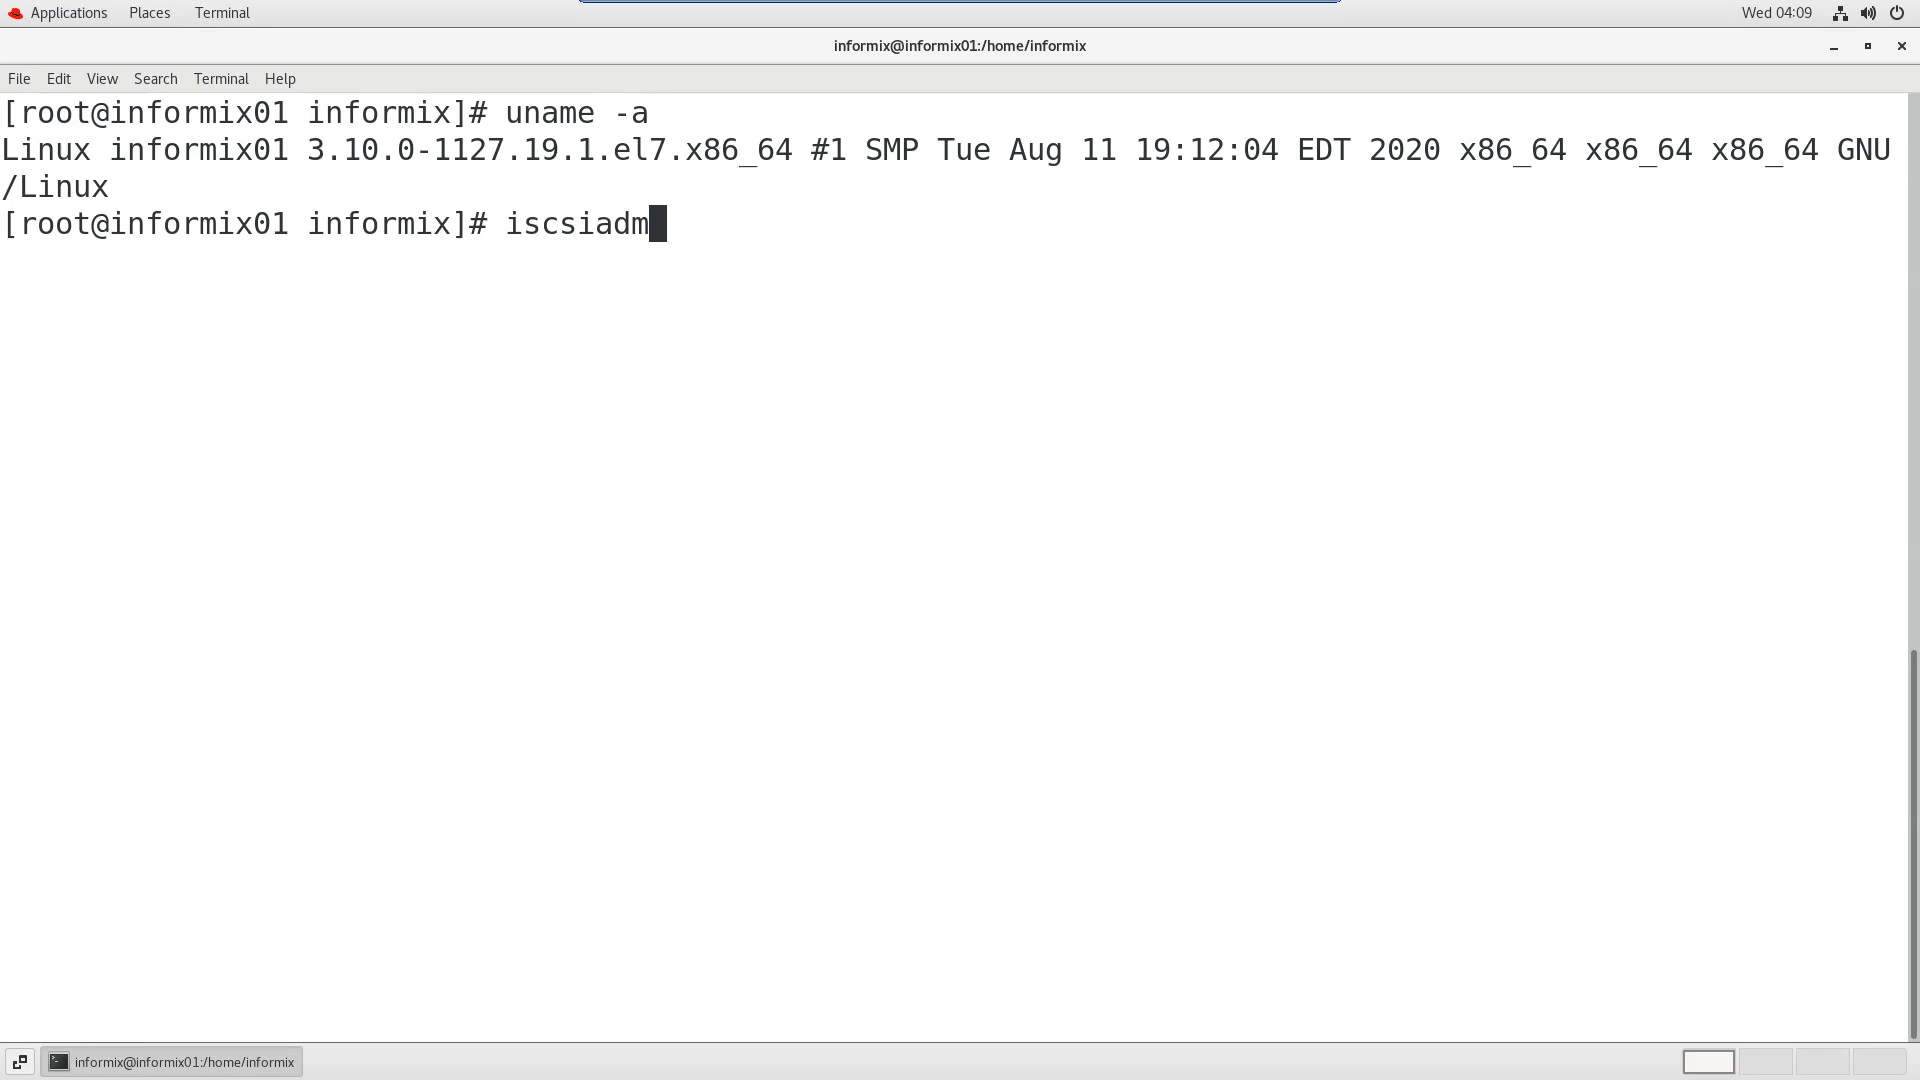 Applications Places Terminal Wed 04:09
informix@informix01:/home/informix
File Edit View Search Terminal Help
[root@informix01 informix]# uname -a
Linux informix01 3.10.0-1127.19.1.el7.x86_64 #1 SMP Tue Aug 11 19:12:04 EDT 2020 x86_64 x86_64 x86_64 GNU
/Linux
[root@informix01 informix]# iscsiadm
informix@informix01:/home/informix